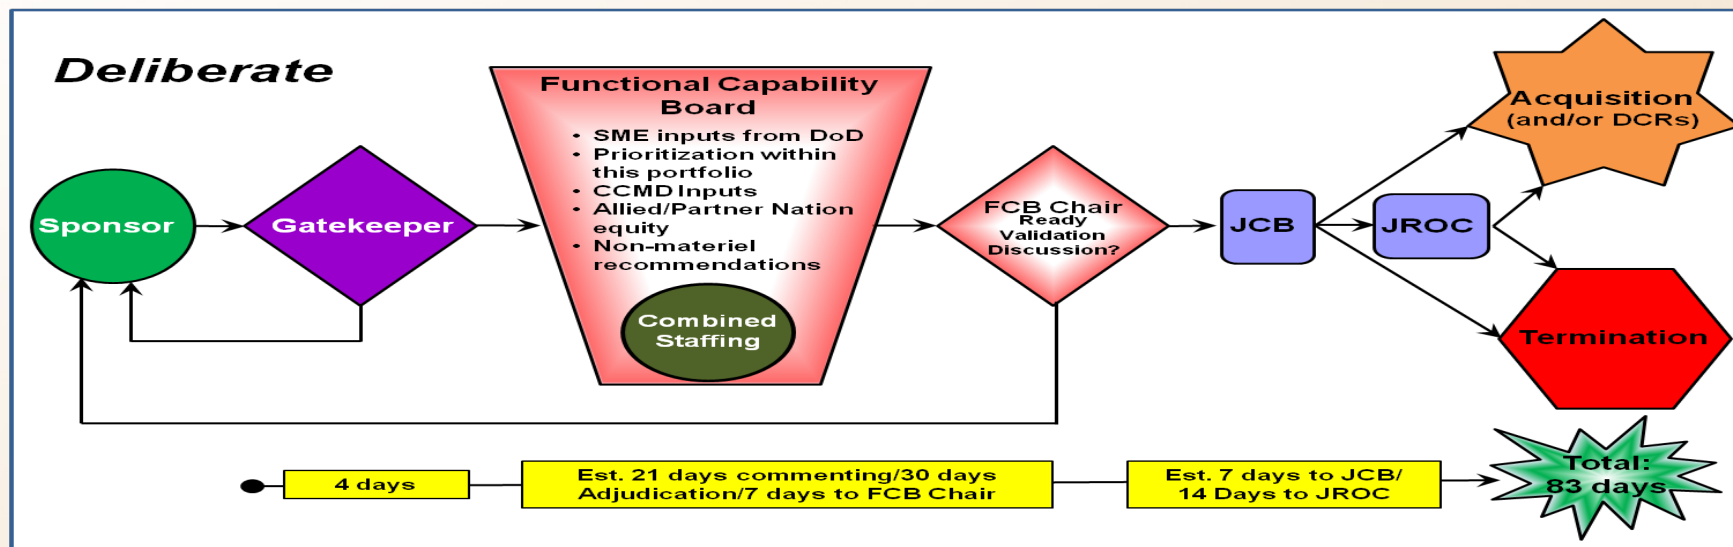 Deliberate
Sponsor
Gatekeeper
Functional Capability
Board
• SME inputs from DoD
• Prioritization within
this portfolio
• CCMD Inputs
• Allied/Partner Nation
equity
• Non-materiel
recommendations
Combined
Staffing
FCB Chair
Ready
Validation
Discussion?
JCB
JROC
Acquisition
(and/or DCRs)
Termination
4 days
Est. 21 days commenting/30 days
Adjudication/7 days to FCB Chair
Est. 7 days to JCB/
14 Days to JROC
Total:
83 days